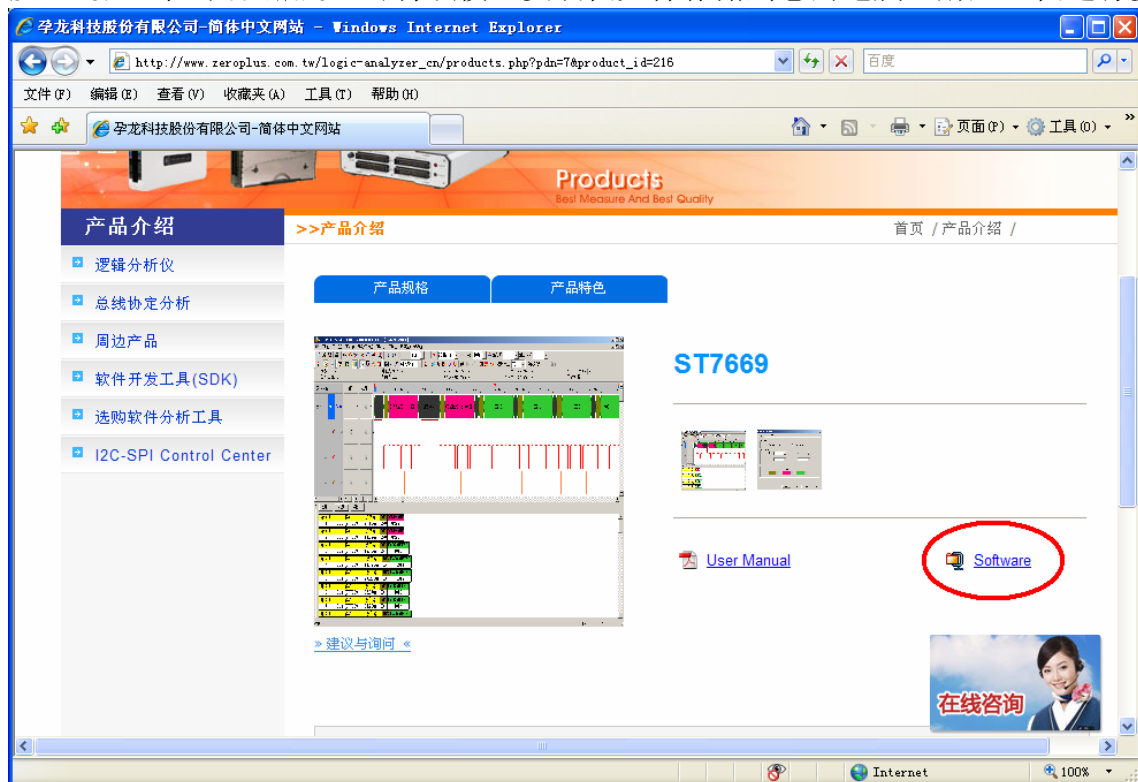 孕龙科技股份有限公司-简体中文网站 - Windows Internet Explorer
http://www.zeroplus.com.tw/logic-analyzer_cn/products.php?pdn=7&product_id=216
百度
文件(F) 编辑(E) 查看(V) 收藏夹(A) 工具(T) 帮助(H)
孕龙科技股份有限公司-简体中文网站
页面(P) 工具(O) »
Products
Best Measure And Best Quality
产品介绍
>>产品介绍
首页 / 产品介绍 /
逻辑分析仪
总线协定分析
周边产品
软件开发工具(SDK)
选购软件分析工具
I2C-SPI Control Center
产品规格 产品特色
ST7669
User Manual
Software
» 建议与询问 «
在线咨询
Internet
100%